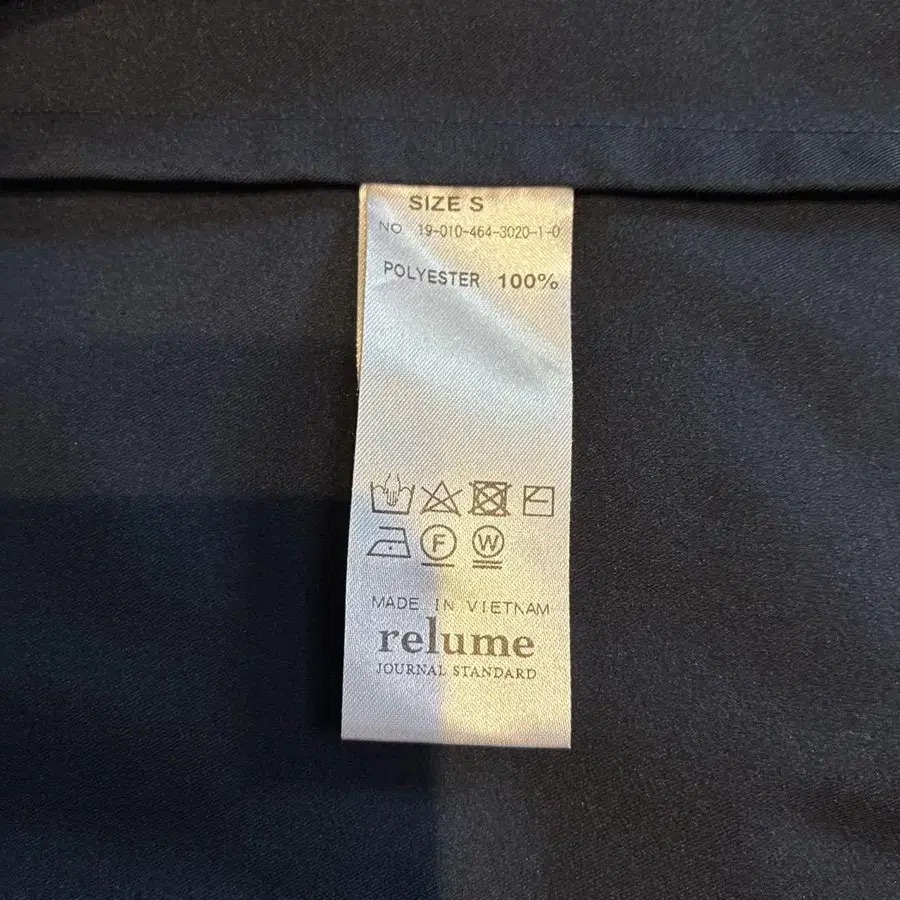 SIZE S
NO. 19-010-464-3020-1-0
POLYESTER 100%
F W
MADE IN VIETNAM
relume
JOURNAL STANDARD